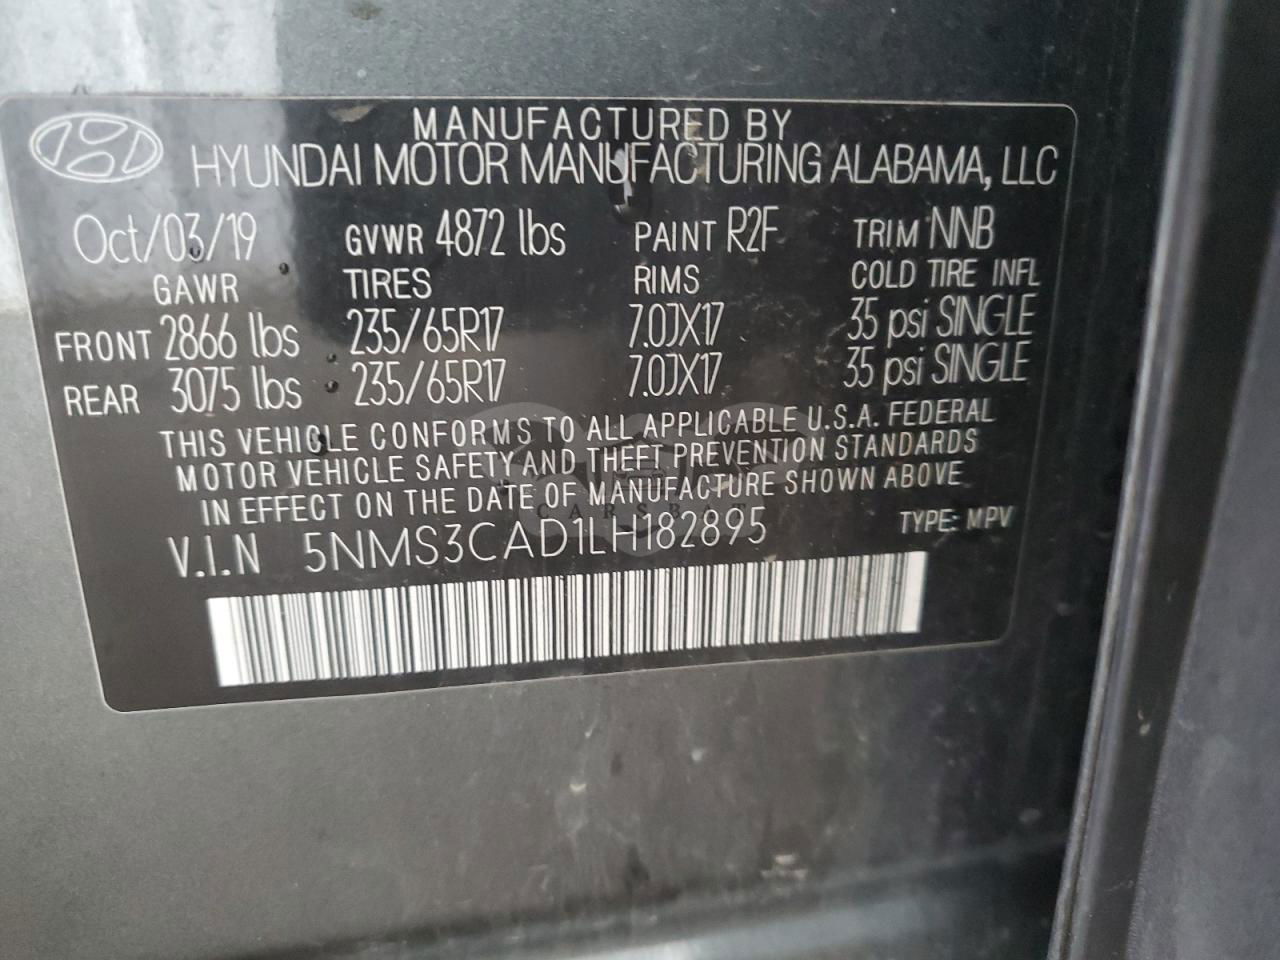 MANUFACTURED BY
HYUNDAI MOTOR MANUFACTURING ALABAMA, LLC
Oct/03/19 GVWR 4872 lbs PAINT R2F TRIM NNB
GAWR TIRES RIMS COLD TIRE INFL
FRONT 2866 lbs 235/65R17 7.0JX17 35 psi SINGLE
REAR 3075 lbs 235/65R17 7.0JX17 35 psi SINGLE
THIS VEHICLE CONFORMS TO ALL APPLICABLE U.S.A. FEDERAL
MOTOR VEHICLE SAFETY AND THEFT PREVENTION STANDARDS
IN EFFECT ON THE DATE OF MANUFACTURE SHOWN ABOVE
V.I.N 5NMS3CAD1LH182895 TYPE: MPV